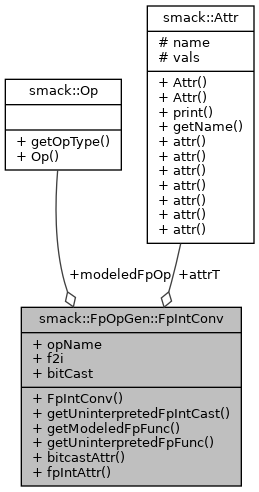 smack::Attr
# name
# vals
+ Attr()
+ Attr()
+ print()
+ getName()
+ attr()
+ attr()
+ attr()
+ attr()
+ attr()
+ attr()
+ attr()
smack::Op
+ getOpType()
+ Op()
+modeledFpOp
+attrT
smack::FpOpGen::FpIntConv
+ opName
+ f2i
+ bitCast
+ FpIntConv()
+ getUninterpretedFpIntCast()
+ getModeledFpFunc()
+ getUninterpretedFpFunc()
+ bitcastAttr()
+ fpIntAttr()